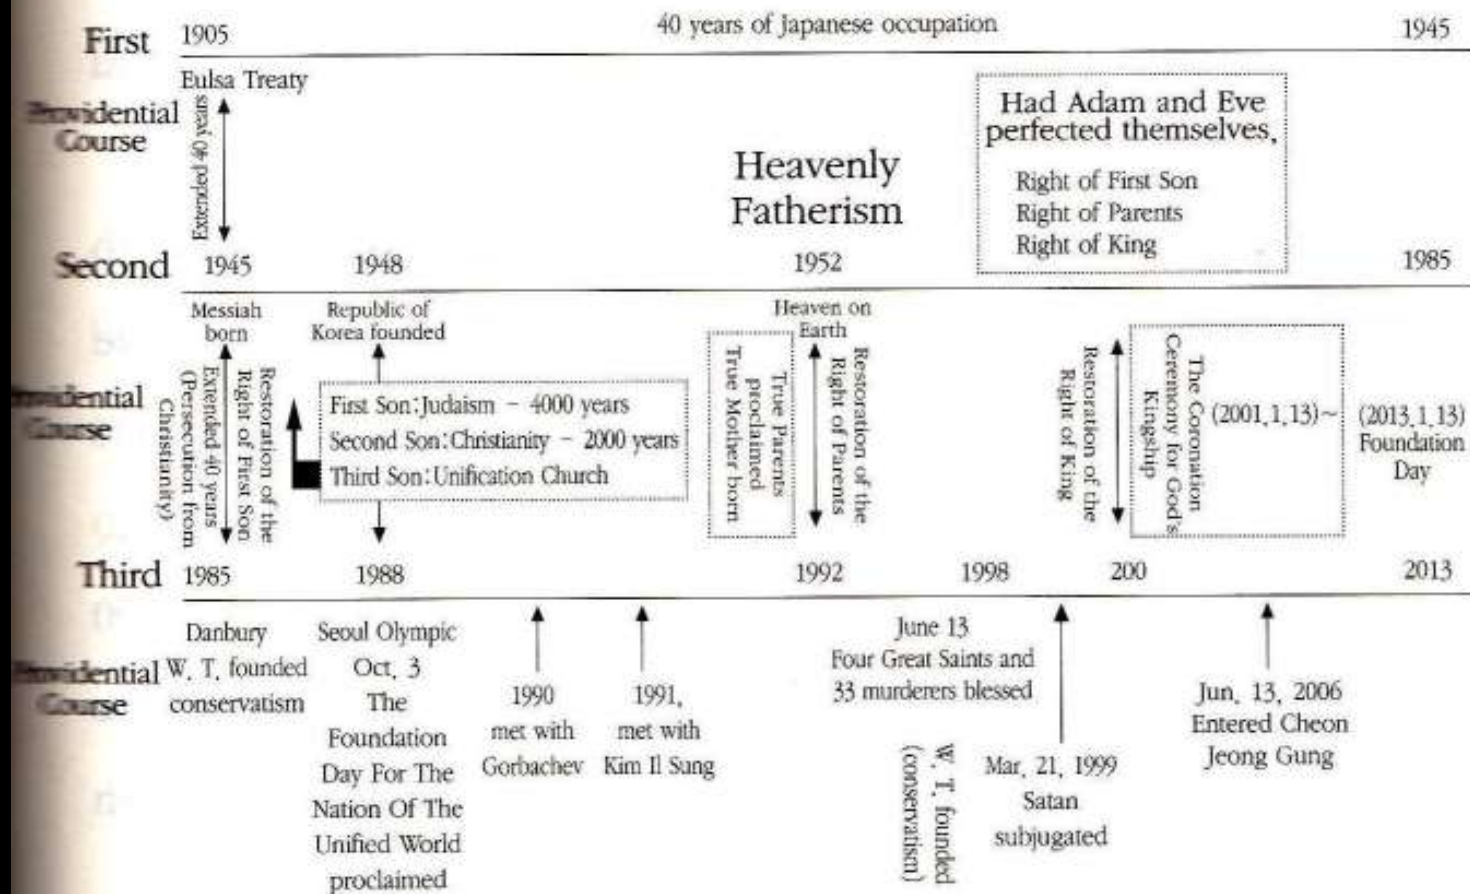 First
1905
40 years of Japanese occupation
1945
Eulsa Treaty
Providential
Course
Extended 40 years
Heavenly
Fatherism
Had Adam and Eve
perfected themselves,
Right of First Son
Right of Parents
Right of King
Second
1945
1948
1952
1985
Messiah
born
Republic of
Korea founded
Heaven on
Earth
Course
Restoration of the
Right of First Son
Extended 40 years
(Persecution from
Christianity)
First Son:Judaism - 4000 years
Second Son:Christianity - 2000 years
Third Son:Unification Church
True Parents
proclaimed
True Mother born
Restoration of the
Right of Parents
Restoration of the
Right of King
The Coronation
Ceremony for God's
Kingship
(2001.1.13)~
(2013.1.13)
Foundation
Day
Third
1985
1988
1992
1998
200
2013
Danbury
W. T. founded
conservatism
Course
Seoul Olympic
Oct. 3
The
Foundation
Day For The
Nation Of The
Unified World
proclaimed
1990
met with
Gorbachev
1991,
met with
Kim Il Sung
June 13
Four Great Saints and
33 murderers blessed
W. T. founded
(conservatism)
Mar. 21, 1999
Satan
subjugated
Jun. 13, 2006
Entered Cheon
Jeong Gung